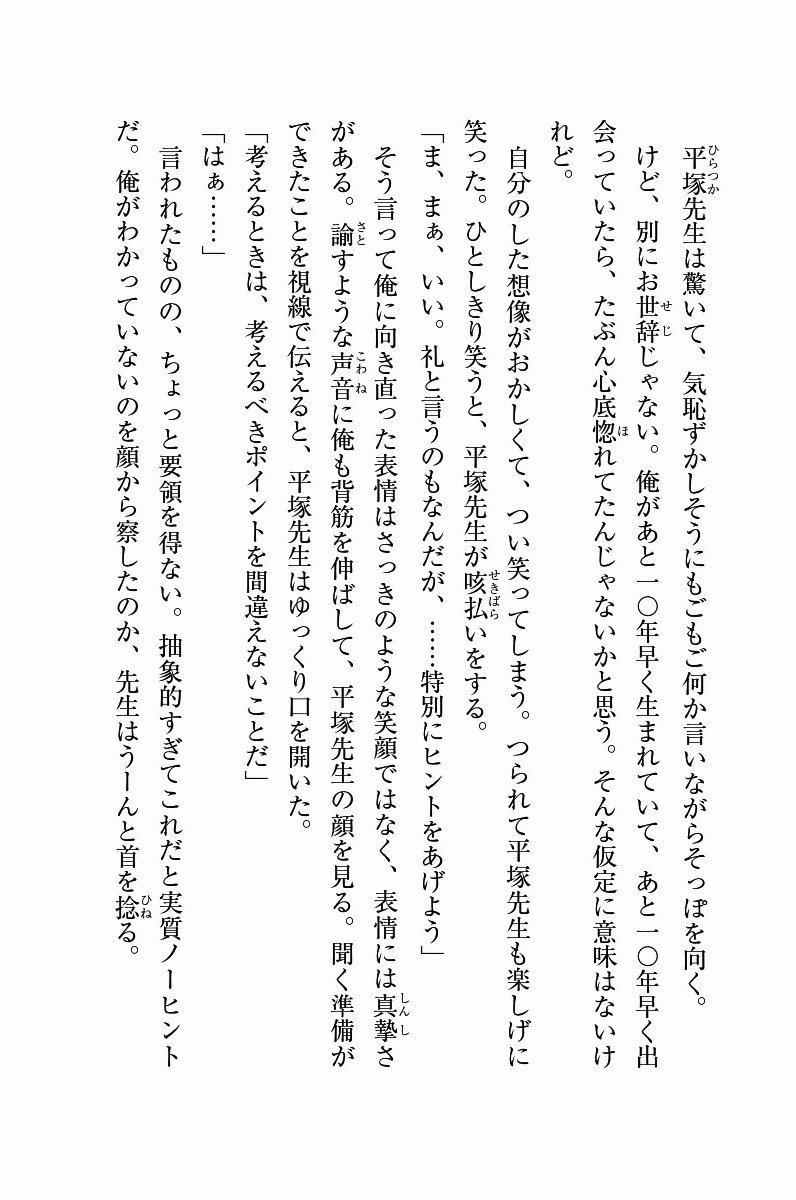 平塚先生は驚いて、気恥ずかしそうにもごもご何か言いながらそっぽを向く。
けど、別にお世辞じゃない。俺があと一〇年早く生まれていて、あと一〇年早く出
会っていたら、たぶん心底惚れてたんじゃないかと思う。そんな仮定に意味はないけ
れど。
自分のした想像がおかしくて、つい笑ってしまう。つられて平塚先生も楽しげに
笑った。ひとしきり笑うと、平塚先生が咳払いをする。
「ま、まぁ、いい。礼と言うのもなんだが、……特別にヒントをあげよう」
そう言って俺に向き直った表情はさっきのような笑顔ではなく、表情には真摯さ
がある。諭すような声音に俺も背筋を伸ばして、平塚先生の顔を見る。聞く準備が
できたことを視線で伝えると、平塚先生はゆっくり口を開いた。
「考えるときは、考えるべきポイントを間違えないことだ」
「はぁ……」
言われたものの、ちょっと要領を得ない。抽象的すぎてこれだと実質ノーヒント
だ。俺がわかっていないのを顔から察したのか、先生はうーんと首を捻る。